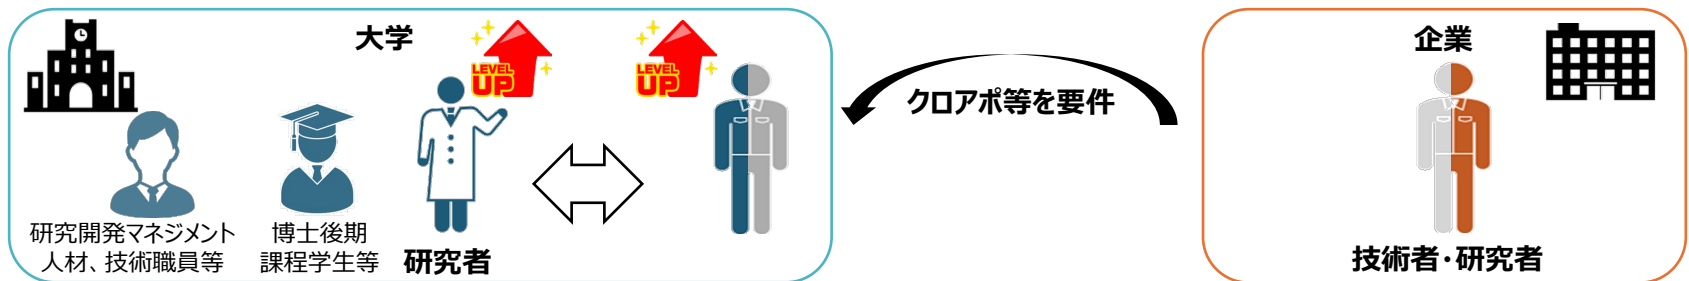 大学
LEVEL
UP
LEVEL
UP
研究開発マネジメント
人材、技術職員等
博士後期
課程学生等
研究者
クロアポ等を要件
企業
技術者・研究者